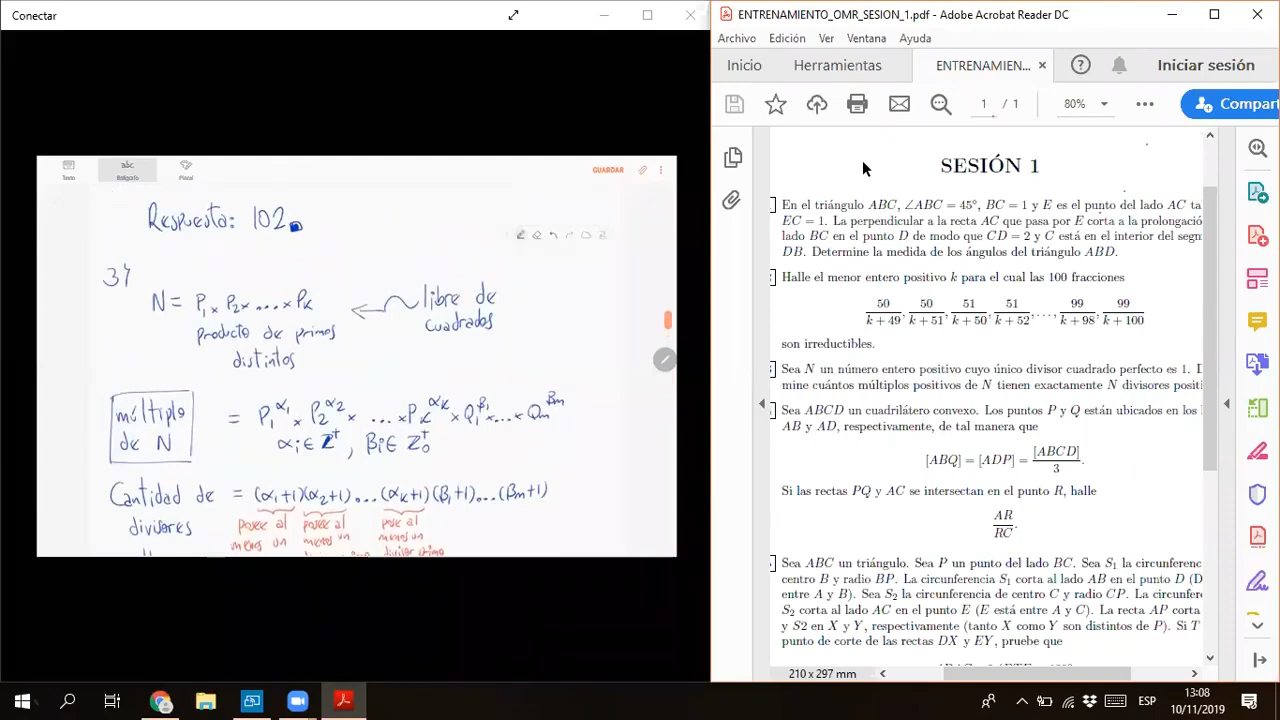 Conectar
Texto
abc
Bolígrafo
Pincel
GUARDAR
Respuesta: 102
3)
N = P₁ × P₂ × .... × Pₖ
libre de
cuadrados
producto de primos
distintos
múltiplo
de N
= P₁^α₁ × P₂^α₂ × ... × Pₖ^αₖ × Q₁^β₁ × ... × Qₘ^βₘ
αᵢ ∈ Z⁺, βᵢ ∈ Z₀⁺
Cantidad de
divisores
= (α₁+1)(α₂+1)....(αₖ+1)(β₁+1)...(βₘ+1)
posee al
menos un
posee al
menos un
posee al
menos un
divisor primo
ENTRENAMIENTO_OMR_SESION_1.pdf - Adobe Acrobat Reader DC
Archivo Edición Ver Ventana Ayuda
Inicio Herramientas ENTRENAMIEN... Iniciar sesión
1 / 1 80% Compart
SESIÓN 1
En el triángulo ABC, ∠ABC = 45°, BC = 1 y E es el punto del lado AC ta
EC = 1. La perpendicular a la recta AC que pasa por E corta a la prolongació
lado BC en el punto D de modo que CD = 2 y C está en el interior del segm
DB. Determine la medida de los ángulos del triángulo ABD.
Halle el menor entero positivo k para el cual las 100 fracciones
50/(k + 49), 50/(k + 51), 51/(k + 50), 51/(k + 52), ..., 99/(k + 98), 99/(k + 100)
son irreductibles.
Sea N un número entero positivo cuyo único divisor cuadrado perfecto es 1. D
mine cuántos múltiplos positivos de N tienen exactamente N divisores positi
Sea ABCD un cuadrilátero convexo. Los puntos P y Q están ubicados en los l
AB y AD, respectivamente, de tal manera que
[ABQ] = [ADP] = [ABCD]/3.
Si las rectas PQ y AC se intersectan en el punto R, halle
AR/RC.
Sea ABC un triángulo. Sea P un punto del lado BC. Sea S₁ la circunferenc
centro B y radio BP. La circunferencia S₁ corta al lado AB en el punto D (D
entre A y B). Sea S₂ la circunferencia de centro C y radio CP. La circunfere
S₂ corta al lado AC en el punto E (E está entre A y C). La recta AP corta
y S2 en X y Y, respectivamente (tanto X como Y son distintos de P). Si T
punto de corte de las rectas DX y EY, pruebe que
210 x 297 mm
ESP
13:08
10/11/2019